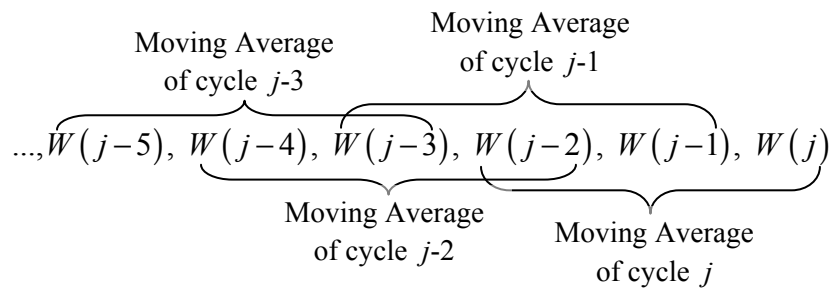 Moving Average
of cycle j-3
Moving Average
of cycle j-1
...,W(j−5), W(j−4), W(j−3), W(j−2), W(j−1), W(j)
Moving Average
of cycle j-2
Moving Average
of cycle j